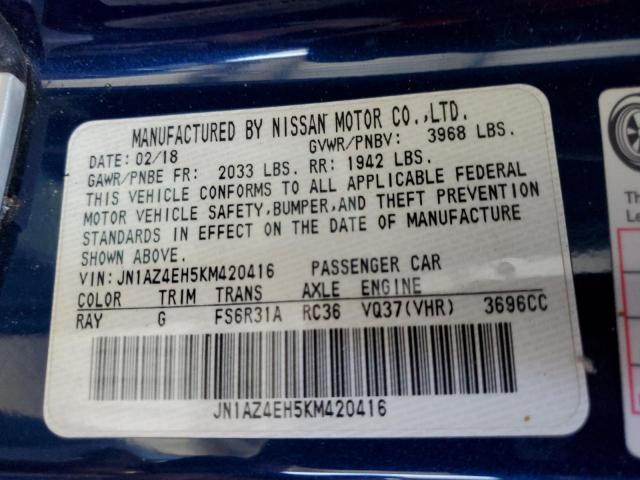 MANUFACTURED BY NISSAN MOTOR CO.,LTD.
DATE: 02/18 GVWR/PNBV: 3968 LBS.
GAWR/PNBE FR: 2033 LBS. RR: 1942 LBS.
THIS VEHICLE CONFORMS TO ALL APPLICABLE FEDERAL
MOTOR VEHICLE SAFETY,BUMPER,AND THEFT PREVENTION
STANDARDS IN EFFECT ON THE DATE OF MANUFACTURE
SHOWN ABOVE.
VIN: JN1AZ4EH5KM420416 PASSENGER CAR
COLOR TRIM TRANS AXLE ENGINE
RAY G FS6R31A RC36 VQ37(VHR) 3696CC
JN1AZ4EH5KM420416